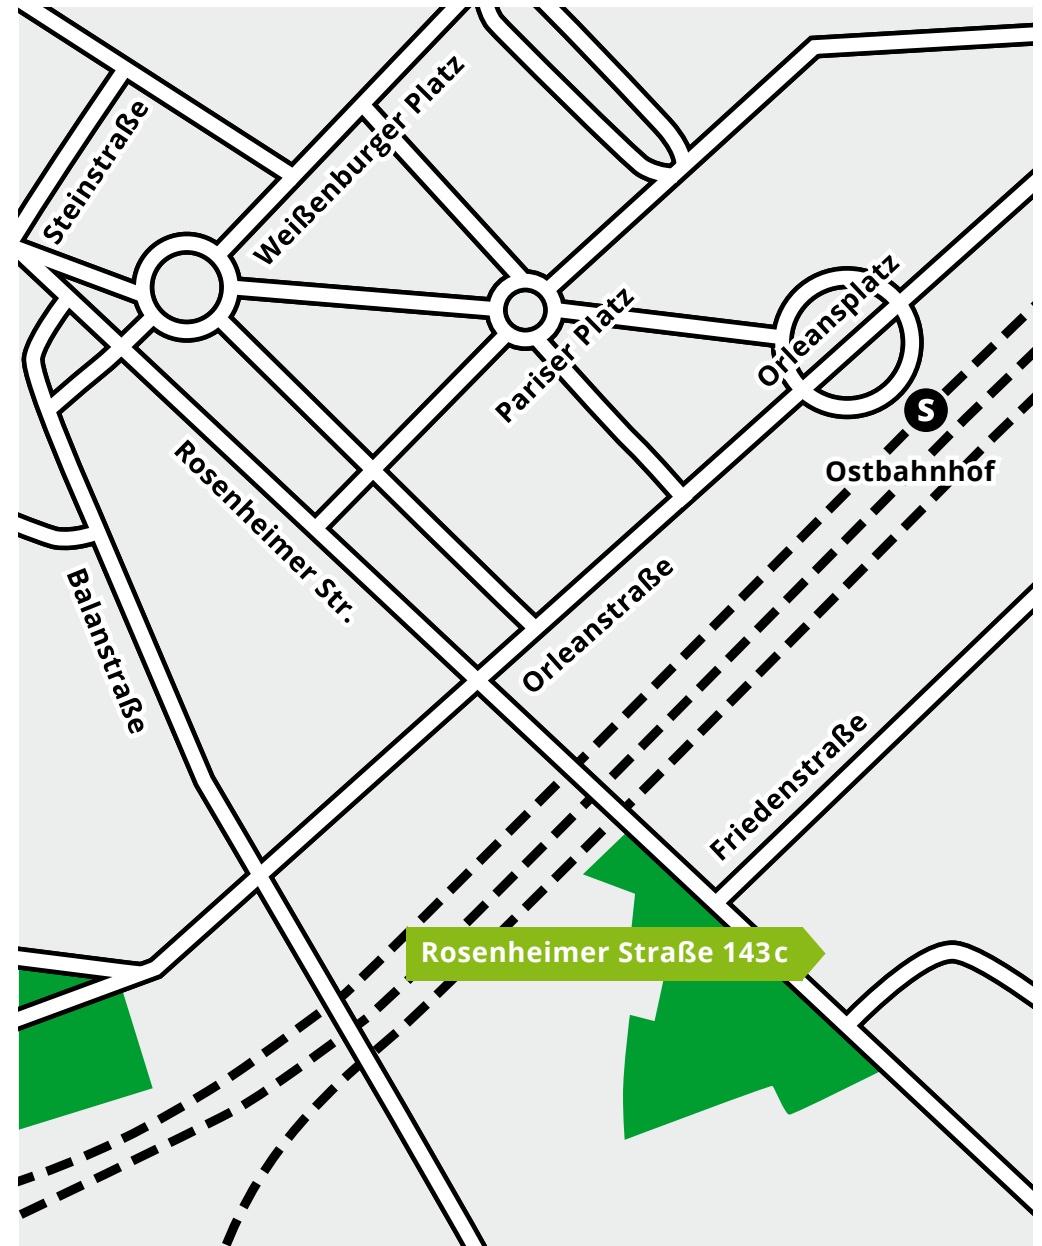 Weißenburger Platz
Steinstraße
Orleansplatz
Pariser Platz
S
Ostbahnhof
Rosenheimer Str.
Orleanstraße
Balanstraße
Friedenstraße
Rosenheimer Straße 143c